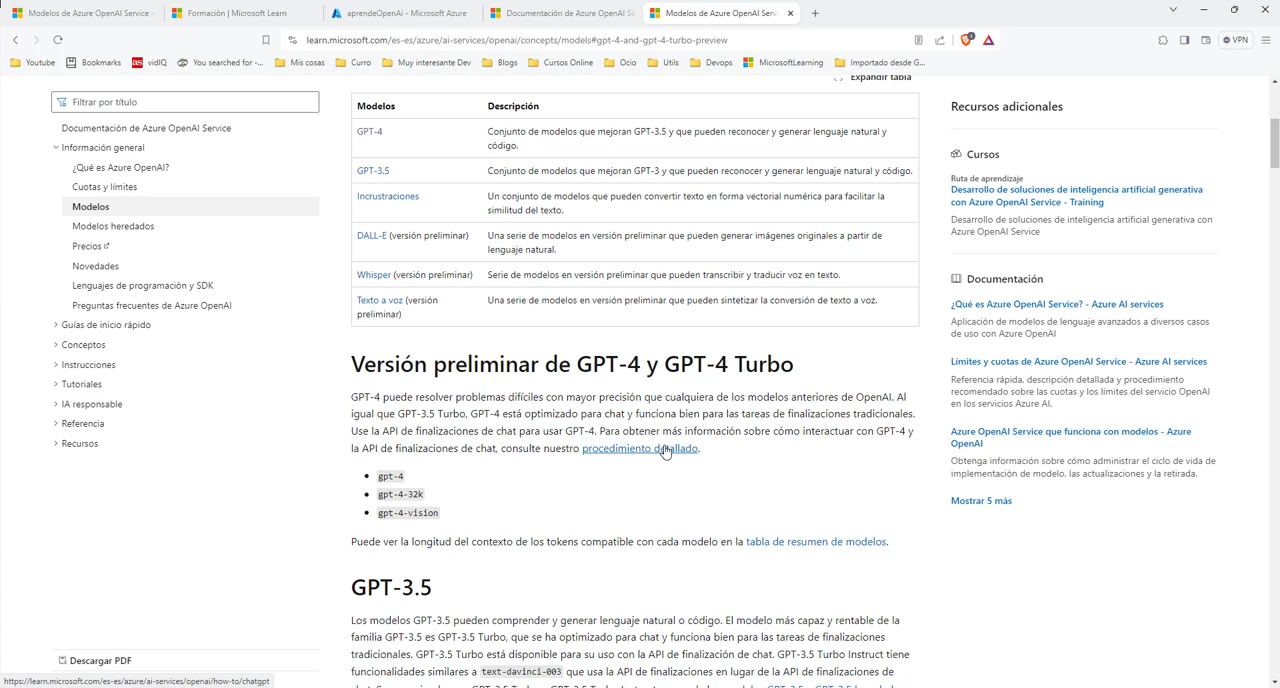 Modelos de Azure OpenAI Service -
Formación | Microsoft Learn
aprendeOpenAi - Microsoft Azure
Documentación de Azure OpenAI Se
Modelos de Azure OpenAI Servi
learn.microsoft.com/es-es/azure/ai-services/openai/concepts/models#gpt-4-and-gpt-4-turbo-preview
VPN
Youtube
Bookmarks
vidIQ
You searched for -...
Mis cosas
Curro
Muy interesante Dev
Blogs
Cursos Online
Ocio
Utils
Devops
MicrosoftLearning
Importado desde G...
Filtrar por título
Documentación de Azure OpenAI Service
Información general
¿Qué es Azure OpenAI?
Cuotas y límites
Modelos
Modelos heredados
Precios
Novedades
Lenguajes de programación y SDK
Preguntas frecuentes de Azure OpenAI
Guías de inicio rápido
Conceptos
Instrucciones
Tutoriales
IA responsable
Referencia
Recursos
Descargar PDF
Expandir tabla
Modelos Descripción
GPT-4 Conjunto de modelos que mejoran GPT-3.5 y que pueden reconocer y generar lenguaje natural y
código.
GPT-3.5 Conjunto de modelos que mejoran GPT-3 y que pueden reconocer y generar lenguaje natural y código.
Incrustraciones Un conjunto de modelos que pueden convertir texto en forma vectorial numérica para facilitar la
similitud del texto.
DALL-E (versión preliminar) Una serie de modelos en versión preliminar que pueden generar imágenes originales a partir de
lenguaje natural.
Whisper (versión preliminar) Serie de modelos en versión preliminar que pueden transcribir y traducir voz en texto.
Texto a voz (versión Una serie de modelos en versión preliminar que pueden sintetizar la conversión de texto a voz.
preliminar)
Versión preliminar de GPT-4 y GPT-4 Turbo
GPT-4 puede resolver problemas difíciles con mayor precisión que cualquiera de los modelos anteriores de OpenAI. Al
igual que GPT-3.5 Turbo, GPT-4 está optimizado para chat y funciona bien para las tareas de finalizaciones tradicionales.
Use la API de finalizaciones de chat para usar GPT-4. Para obtener más información sobre cómo interactuar con GPT-4 y
la API de finalizaciones de chat, consulte nuestro procedimiento detallado.
• gpt-4
• gpt-4-32k
• gpt-4-vision
Puede ver la longitud del contexto de los tokens compatible con cada modelo en la tabla de resumen de modelos.
GPT-3.5
Los modelos GPT-3.5 pueden comprender y generar lenguaje natural o código. El modelo más capaz y rentable de la
familia GPT-3.5 es GPT-3.5 Turbo, que se ha optimizado para chat y funciona bien para las tareas de finalizaciones
tradicionales. GPT-3.5 Turbo está disponible para su uso con la API de finalización de chat. GPT-3.5 Turbo Instruct tiene
funcionalidades similares a text-davinci-003 que usa la API de finalizaciones en lugar de la API de finalizaciones de
Recursos adicionales
Cursos
Ruta de aprendizaje
Desarrollo de soluciones de inteligencia artificial generativa
con Azure OpenAI Service - Training
Desarrollo de soluciones de inteligencia artificial generativa con
Azure OpenAI Service
Documentación
¿Qué es Azure OpenAI Service? - Azure AI services
Aplicación de modelos de lenguaje avanzados a diversos casos
de uso con Azure OpenAI
Límites y cuotas de Azure OpenAI Service - Azure AI services
Referencia rápida, descripción detallada y procedimiento
recomendado sobre las cuotas y los límites del servicio OpenAI
en los servicios Azure AI.
Azure OpenAI Service que funciona con modelos - Azure
OpenAI
Obtenga información sobre cómo administrar el ciclo de vida de
implementación de modelo, las actualizaciones y la retirada.
Mostrar 5 más
https://learn.microsoft.com/es-es/azure/ai-services/openai/how-to/chatgpt